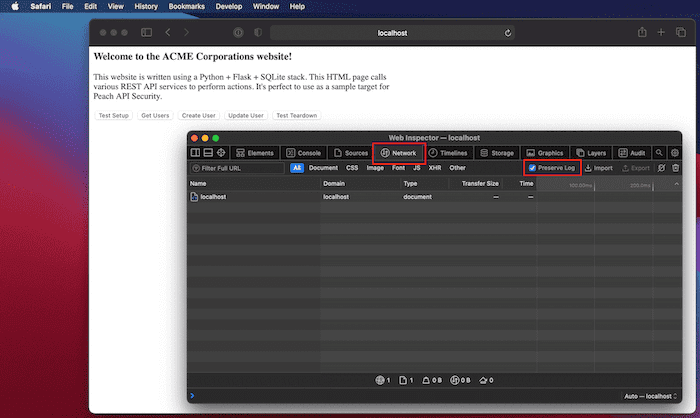 Safari File Edit View History Bookmarks Develop Window Help
localhost
Welcome to the ACME Corporations website!
This website is written using a Python + Flask + SQLite stack. This HTML page calls
various REST API services to perform actions. It's perfect to use as a sample target for
Peach API Security.
Test Setup Get Users Create User Update User Test Teardown
Web Inspector — localhost
Elements Console Sources Network Timelines Storage Graphics Layers Audit
Filter Full URL All Document CSS Image Font JS XHR Other Preserve Log Import Export
Name Domain Type Transfer Size Time 100.0ms 200.0ms
localhost localhost document — —
1 1 0 B 0 B 0
Auto — localhost